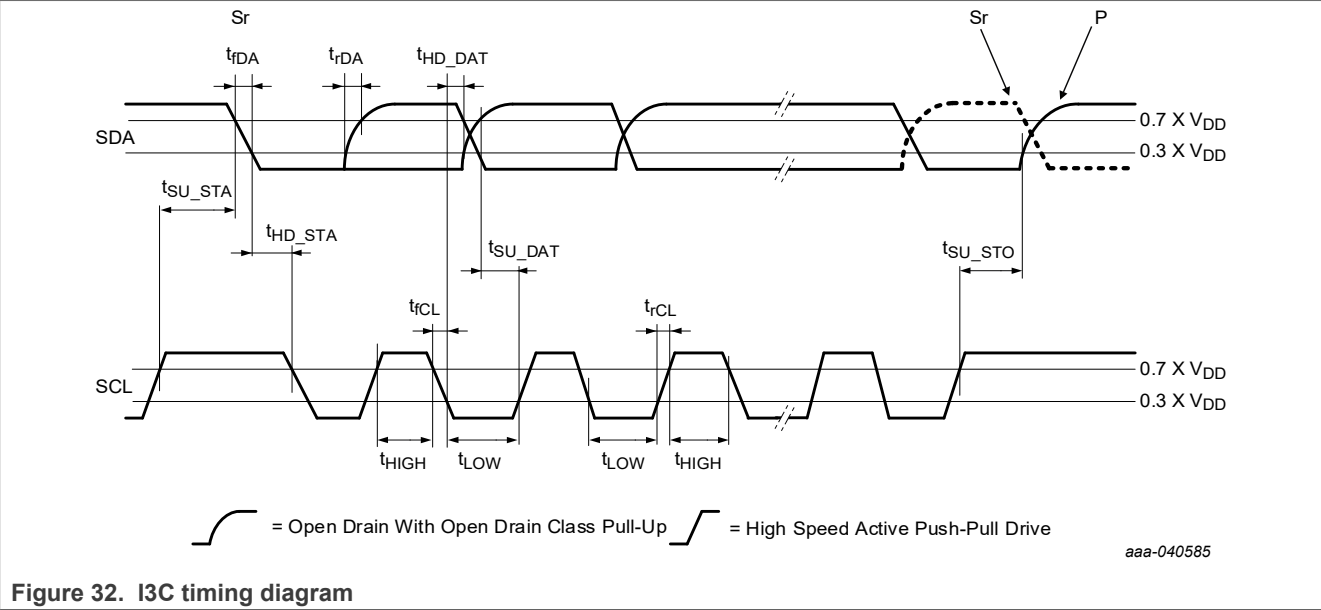 Sr
Sr
P
tfDA
trDA
tHD_DAT
SDA
0.7 X VDD
0.3 X VDD
tSU_STA
tHD_STA
tSU_DAT
tSU_STO
tfCL
trCL
SCL
0.7 X VDD
0.3 X VDD
tHIGH
tLOW
tLOW
tHIGH
= Open Drain With Open Drain Class Pull-Up
= High Speed Active Push-Pull Drive
aaa-040585
Figure 32. I3C timing diagram